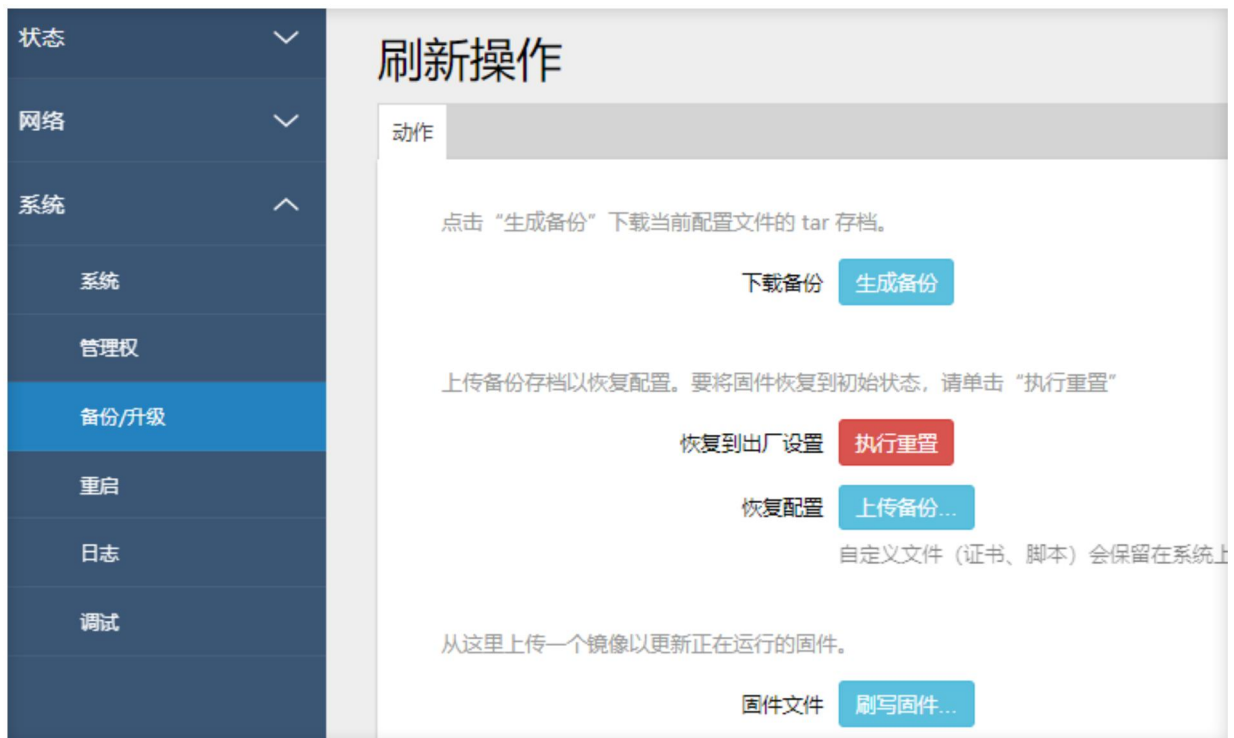 状态
网络
系统
系统
管理权
备份/升级
重启
日志
调试
刷新操作
动作
点击“生成备份”下载当前配置文件的 tar 存档。
下载备份 生成备份
上传备份存档以恢复配置。要将固件恢复到初始状态，请单击“执行重置”
恢复到出厂设置 执行重置
恢复配置 上传备份...
自定义文件（证书、脚本）会保留在系统上
从这里上传一个镜像以更新正在运行的固件。
固件文件 刷写固件...